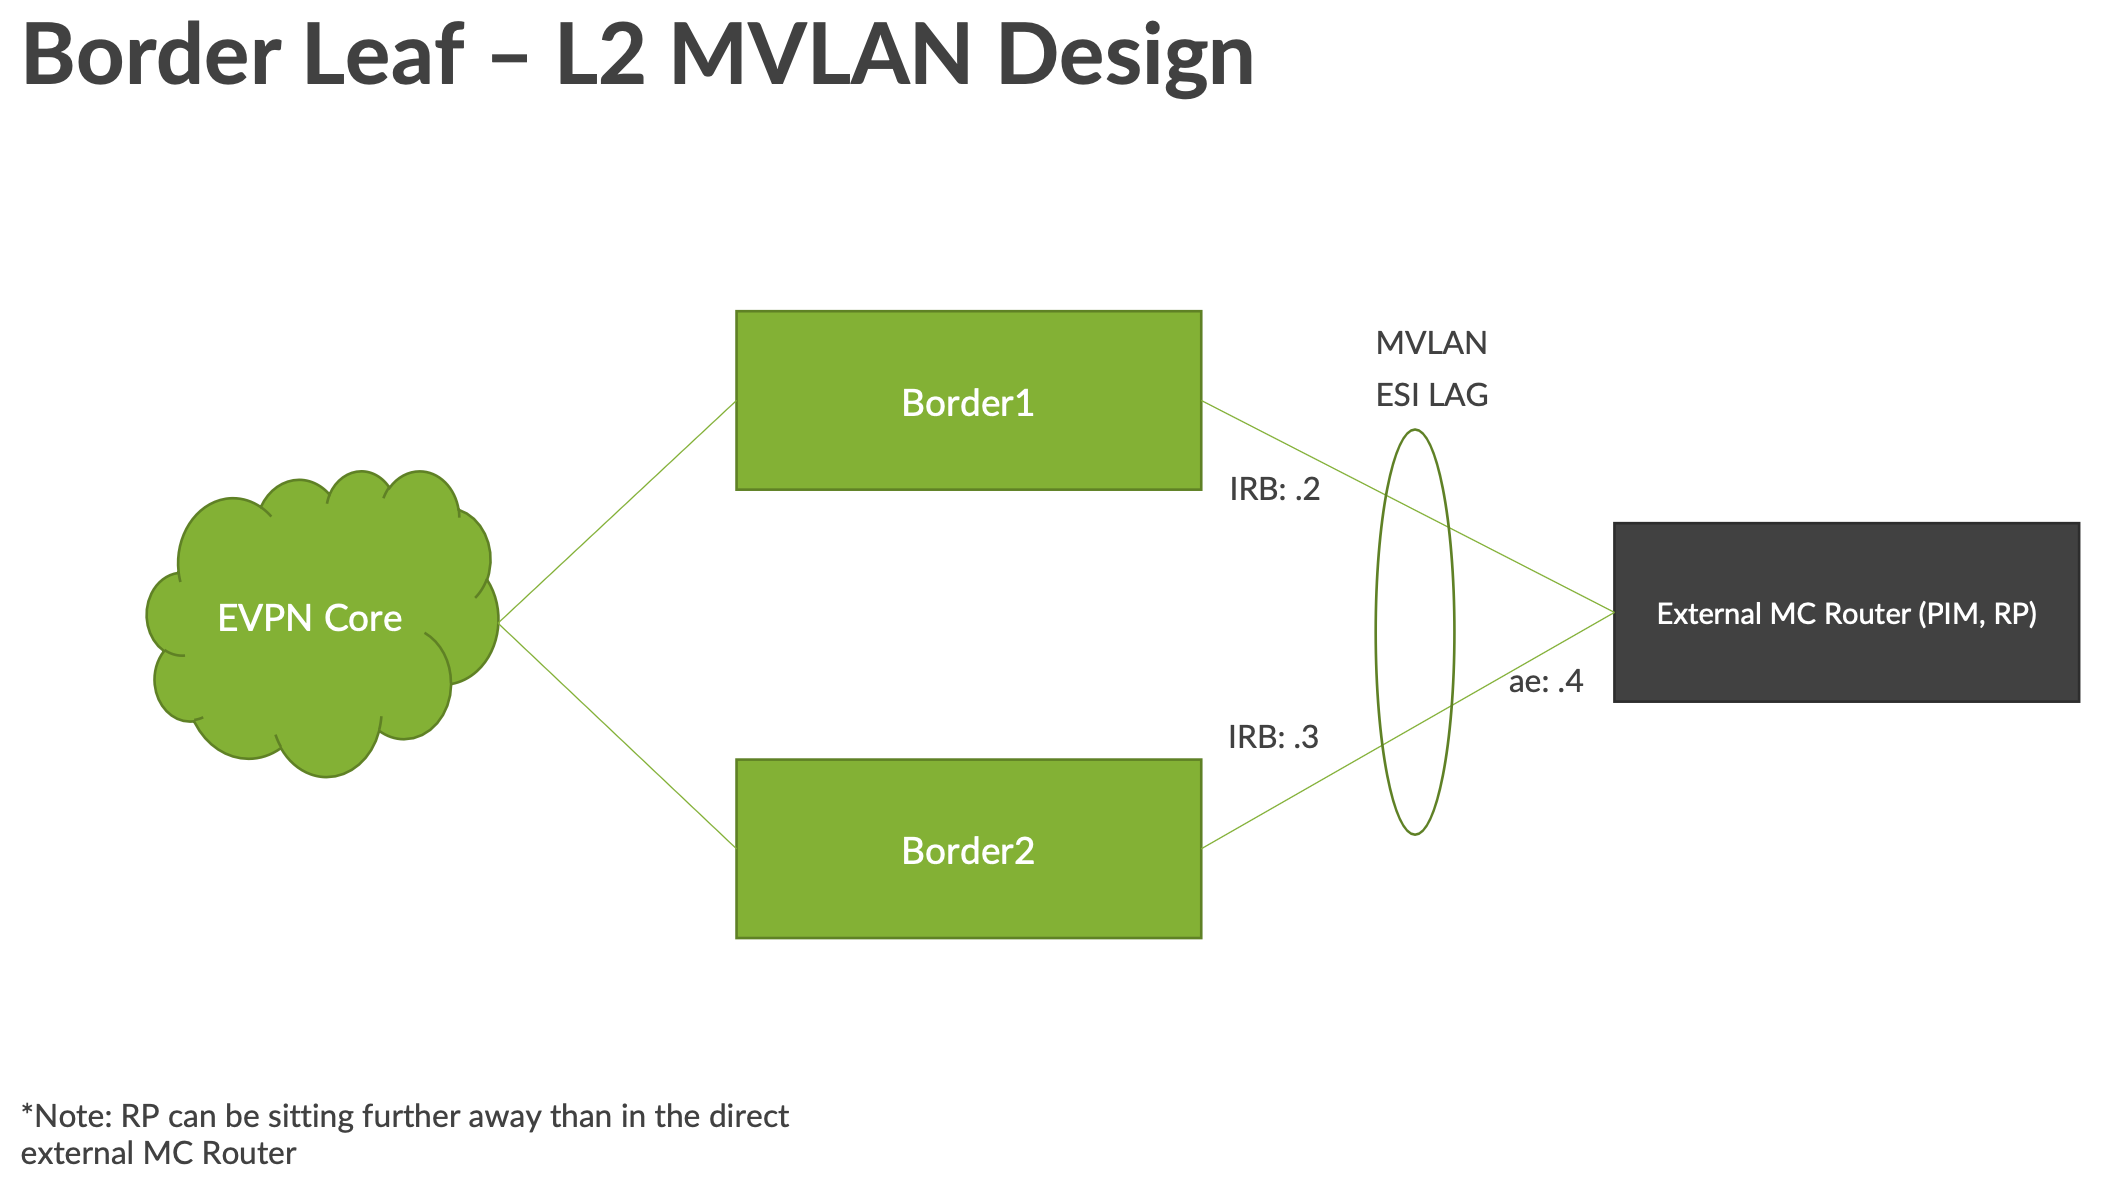 Border Leaf – L2 MVLAN Design
MVLAN
ESI LAG
Border1
IRB: .2
EVPN Core
External MC Router (PIM, RP)
ae: .4
IRB: .3
Border2
*Note: RP can be sitting further away than in the direct
external MC Router